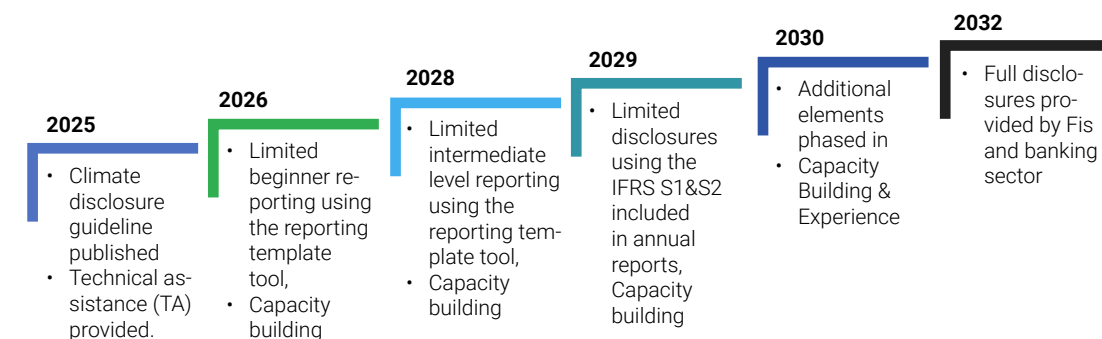 2025
• Climate
disclosure
guideline
published
• Technical as-
sistance (TA)
provided.
2026
• Limited
beginner re-
porting using
the reporting
template
tool,
• Capacity
building
2028
• Limited
intermediate
level reporting
using the
reporting tem-
plate tool,
• Capacity
building
2029
• Limited
disclosures
using the
IFRS S1&S2
included
in annual
reports,
Capacity
building
2030
• Additional
elements
phased in
• Capacity
Building &
Experience
2032
• Full disclo-
sures pro-
vided by Fis
and banking
sector